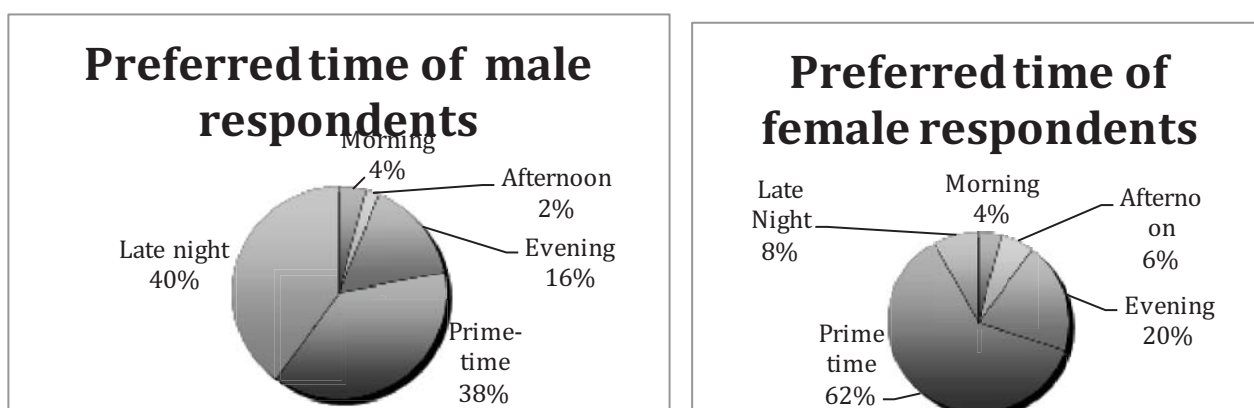 Preferred time of male
respondents
Morning
4%
Afternoon
2%
Evening
16%
Prime-
time
38%
Late night
40%
Preferred time of
female respondents
Morning
4%
Afterno
on
6%
Evening
20%
Prime
time
62%
Late
Night
8%